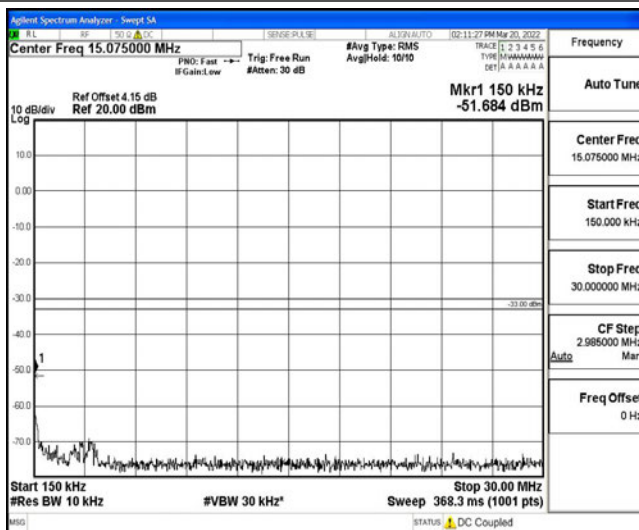 Agilent Spectrum Analyzer - Swept SA
RL RF 50 Ω DC SENSE:PULSE ALIGN AUTO 02:11:27 PM Mar 20, 2022
Center Freq 15.075000 MHz
PNO: Fast Trig: Free Run #Avg Type: RMS TRACE 1 2 3 4 5 6
IFGain:Low #Atten: 30 dB Avg|Hold: 10/10 TYPE
DET A A A A A A
Mkr1 150 kHz
Ref Offset 4.15 dB
10 dB/div Ref 20.00 dBm -51.684 dBm
Log
10.0
0.00
-10.0
-20.0
-30.0
-33.00 dBm
-40.0
1
-50.0
-60.0
-70.0
Start 150 kHz Stop 30.00 MHz
#Res BW 10 kHz #VBW 30 kHz* Sweep 368.3 ms (1001 pts)
MSG STATUS DC Coupled
Frequency
Auto Tune
Center Freq
15.075000 MHz
Start Freq
150.000 kHz
Stop Freq
30.000000 MHz
CF Step
2.985000 MHz
Auto Man
Freq Offset
0 Hz